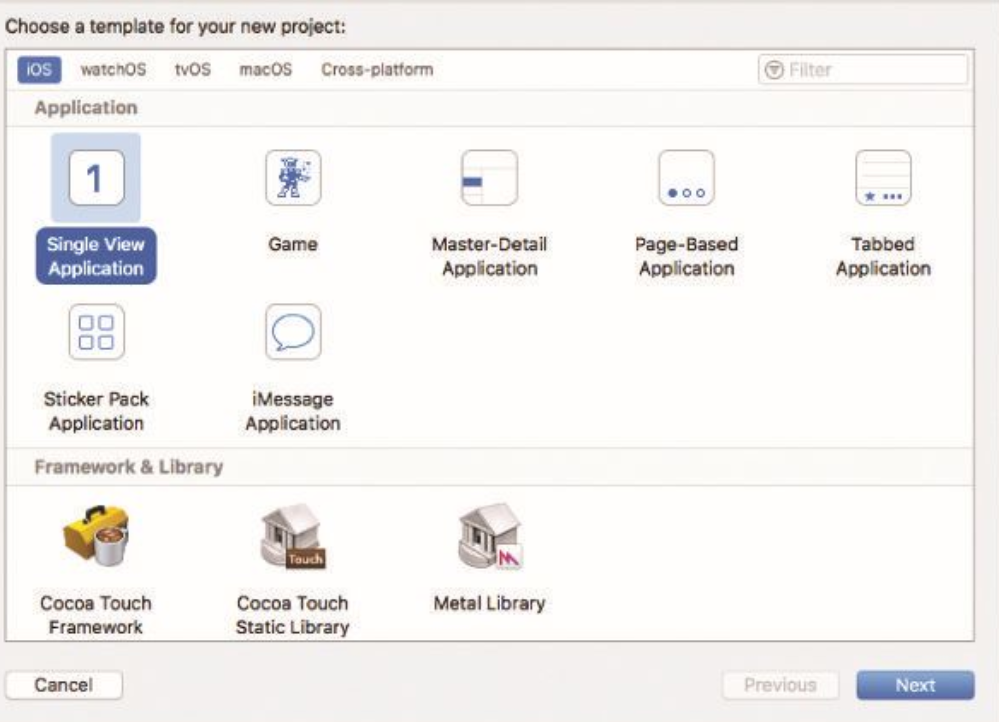 Choose a template for your new project:
iOS watchOS tvOS macOS Cross-platform Filter
Application
1
Single View Application
Game
Master-Detail Application
Page-Based Application
Tabbed Application
Sticker Pack Application
iMessage Application
Framework & Library
Touch
Cocoa Touch Framework
Cocoa Touch Static Library
Metal Library
Cancel Previous Next